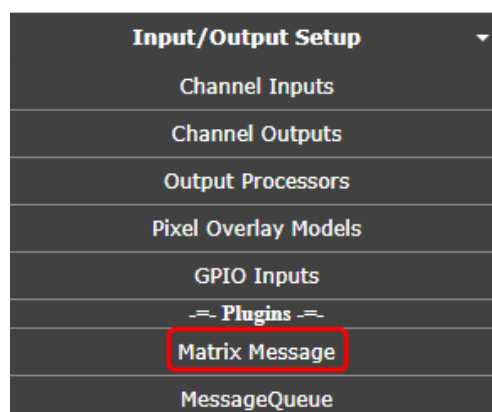 Input/Output Setup
Channel Inputs
Channel Outputs
Output Processors
Pixel Overlay Models
GPIO Inputs
-=- Plugins -=-
Matrix Message
MessageQueue